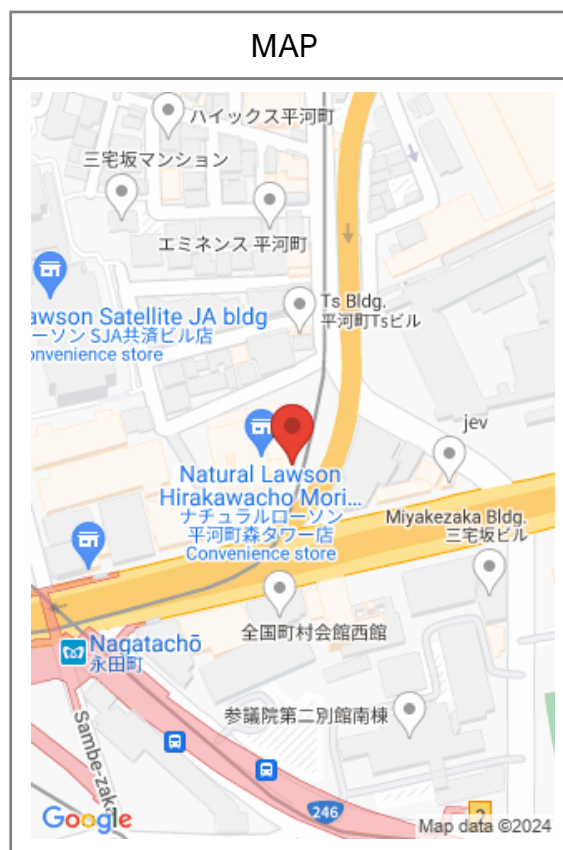 MAP
ハイックス平河町
三宅坂マンション
エミネンス 平河町
awson Satellite JA bldg
ーソン SJA共済ビル店
onvenience store
Ts Bldg.
平河町Tsビル
jev
Natural Lawson
Hirakawacho Mori...
ナチュラルローソン
平河町森タワー店
Convenience store
Miyakezaka Bldg.
三宅坂ビル
全国町村会館西館
Nagatachō
永田町
参議院第二別館南棟
Sambe-zaka
246
2
Google
Map data ©2024